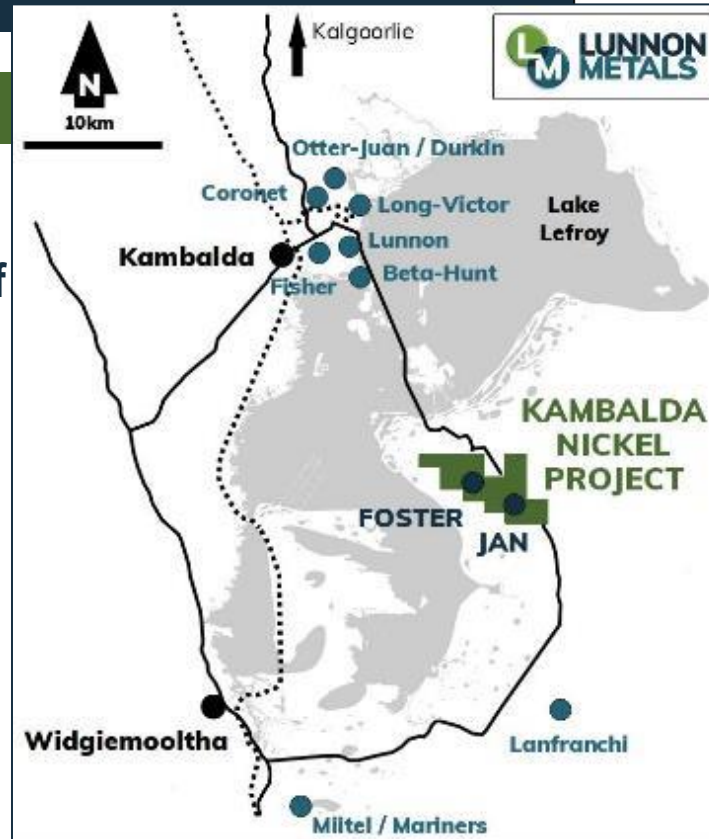 Kalgoorlie
LUNNON
METALS
L
M
N
10km
Otter-Juan / Durkin
Coronet
Long-Victor
Lake
Lefroy
Kambalda
Lunnon
Fisher
Beta-Hunt
f
KAMBALDA
NICKEL
PROJECT
FOSTER
JAN
Widgiemooltha
Lanfranchi
Miitel / Mariners